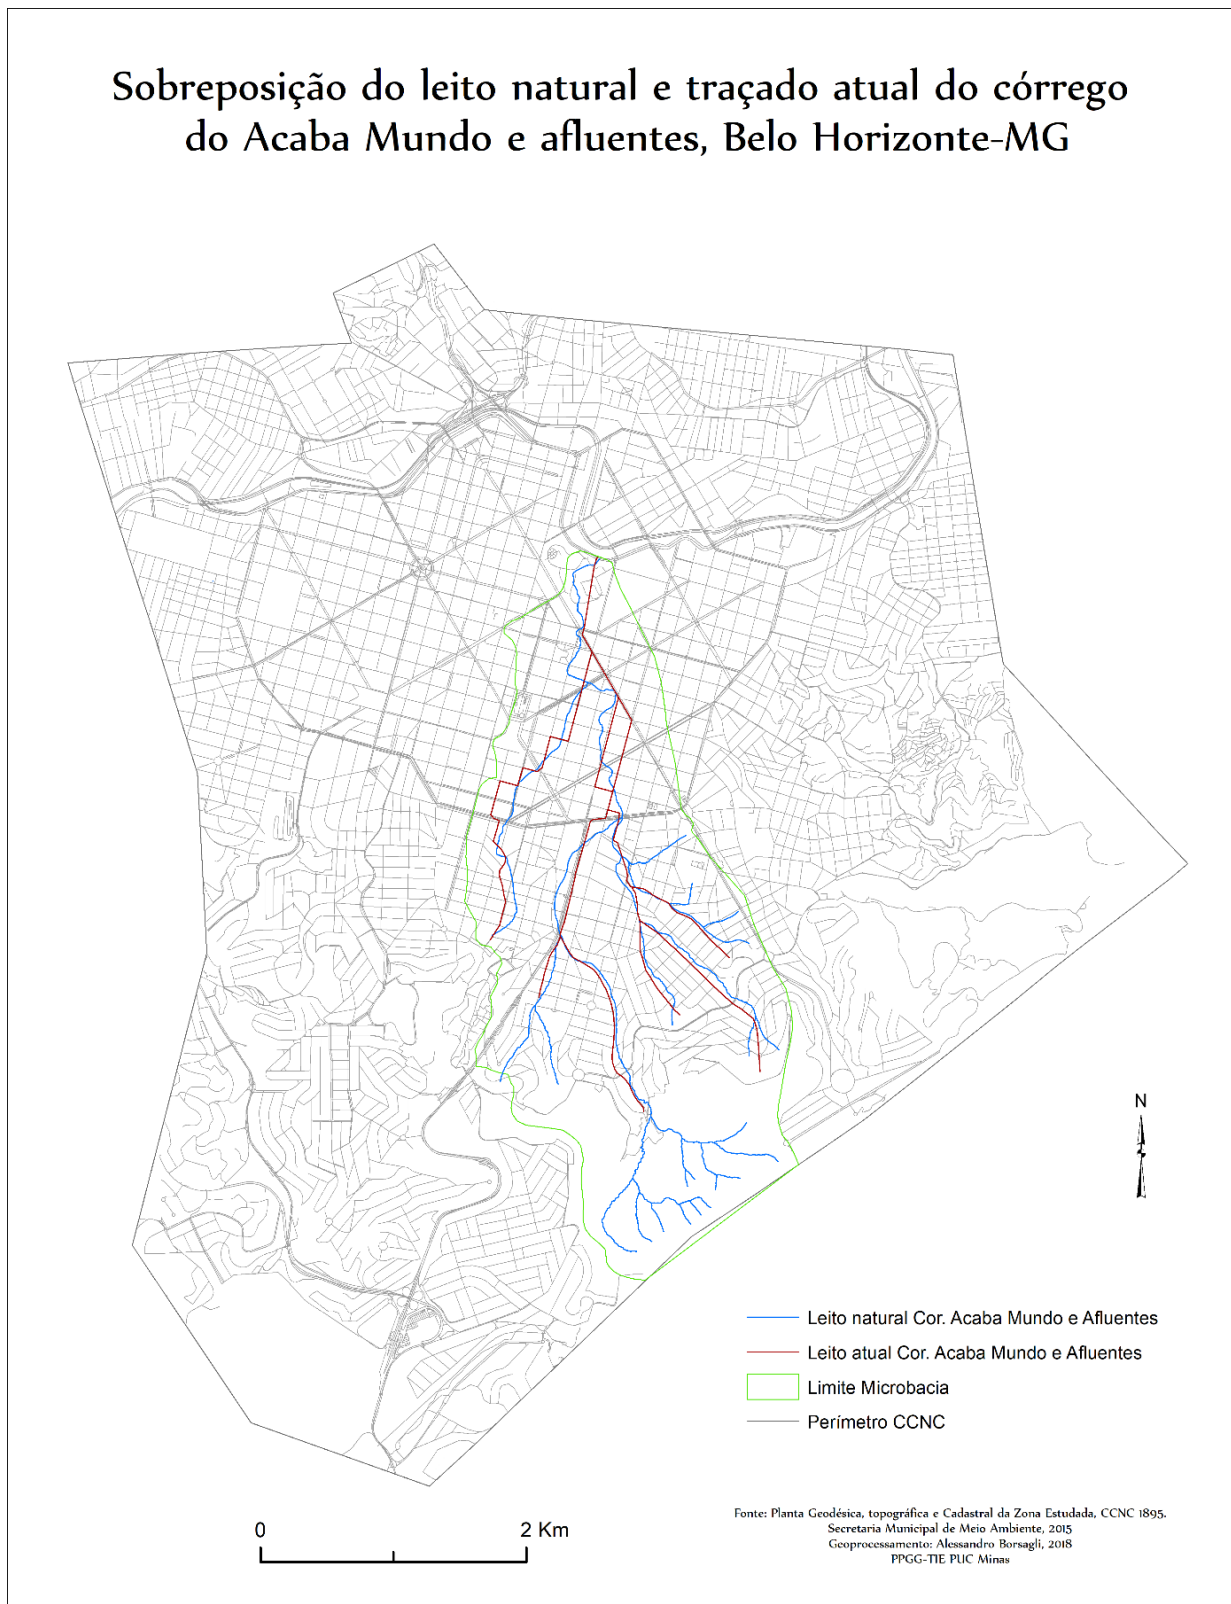 Sobreposição do leito natural e traçado atual do córrego
do Acaba Mundo e afluentes, Belo Horizonte-MG
N
Leito natural Cor. Acaba Mundo e Afluentes
Leito atual Cor. Acaba Mundo e Afluentes
Limite Microbacia
Perímetro CCNC
0 2 Km
Fonte: Planta Geodésica, topográfica e Cadastral da Zona Estudada, CCNC 1895.
Secretaria Municipal de Meio Ambiente, 2015
Geoprocessamento: Alessandro Borsagli, 2018
PPGG-TIE PUC Minas